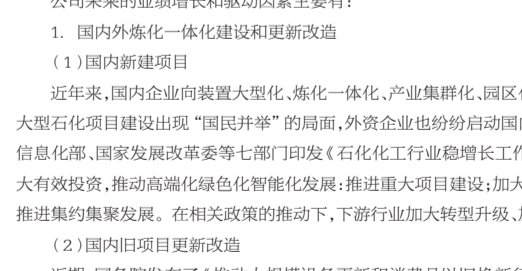 公司未来的业绩增长和驱动因素主要有：
1. 国内外炼化一体化建设和更新改造
（1）国内新建项目
近年来,国内企业向装置大型化、炼化一体化、产业集群化、园区
大型石化项目建设出现“国民并举”的局面,外资企业也纷纷启动国
信息化部、国家发展改革委等七部门印发《石化化工行业稳增长工
大有效投资,推动高端化绿色化智能化发展:推进重大项目建设;加大
推进集约集聚发展。在相关政策的推动下,下游行业加大转型升级、
（2）国内旧项目更新改造